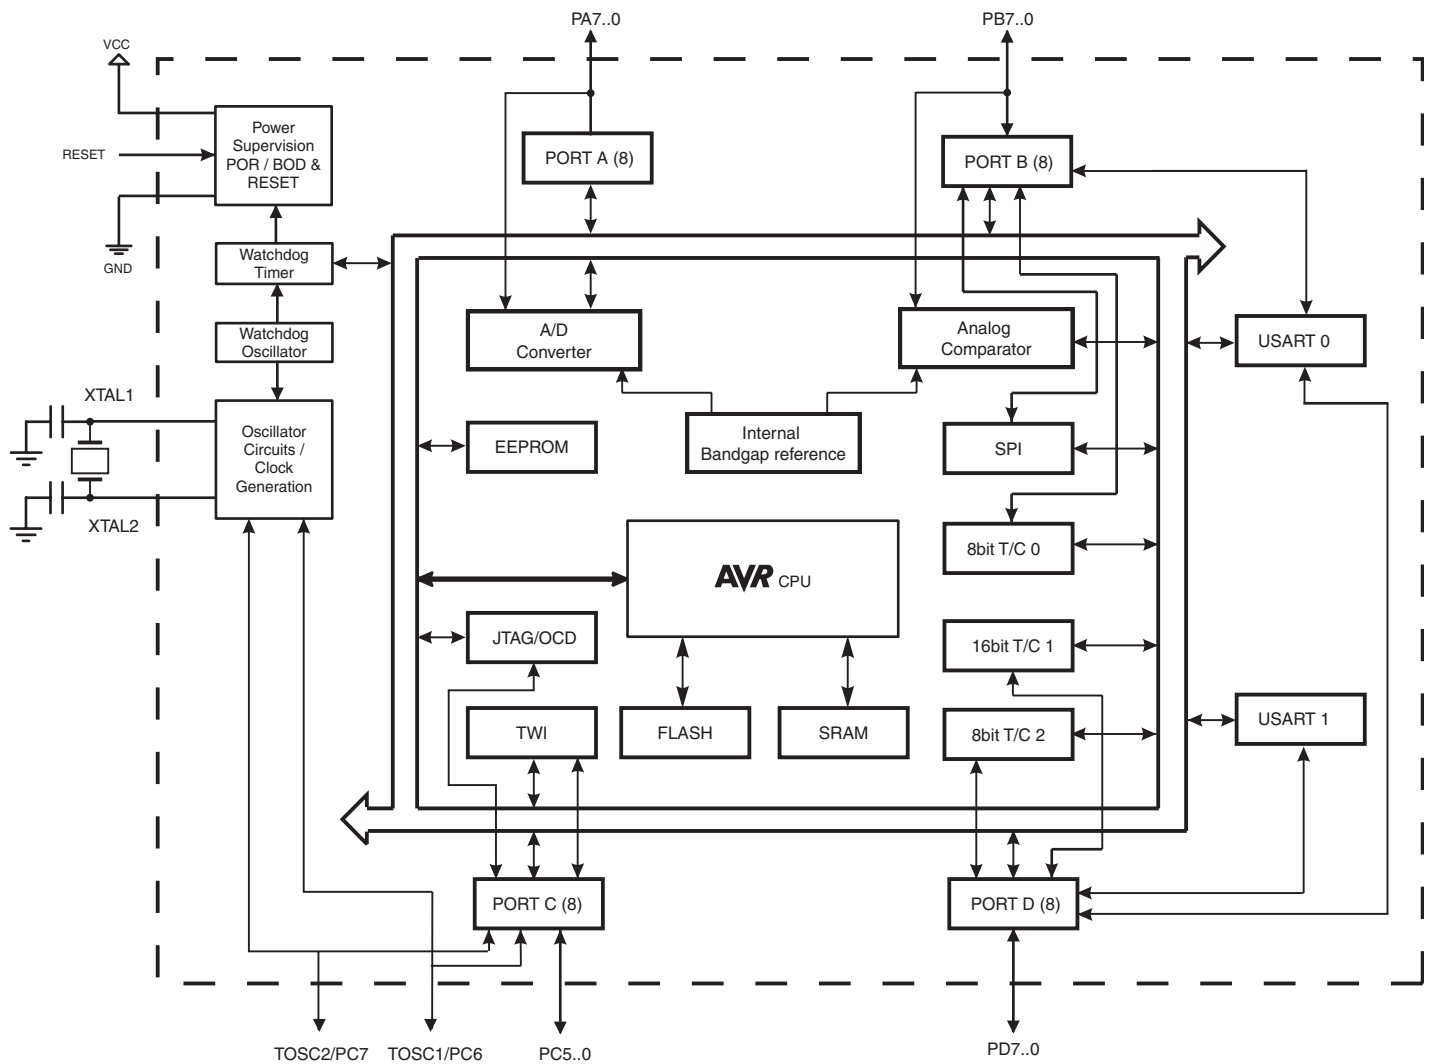 PA7..0
PB7..0
VCC
Power
Supervision
POR / BOD &
RESET
RESET
PORT A (8)
PORT B (8)
GND
Watchdog
Timer
Watchdog
Oscillator
A/D
Converter
Analog
Comparator
USART 0
XTAL1
Oscillator
Circuits /
Clock
Generation
EEPROM
Internal
Bandgap reference
SPI
XTAL2
8bit T/C 0
AVR CPU
JTAG/OCD
16bit T/C 1
TWI
FLASH
SRAM
8bit T/C 2
USART 1
PORT C (8)
PORT D (8)
TOSC2/PC7
TOSC1/PC6
PC5..0
PD7..0